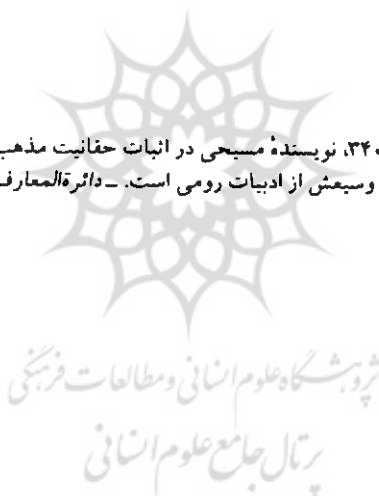 ۳۴۰، نویسندهٔ مسیحی در اثبات حقانیت مذهب
وسیعش از ادبیات رومی است. ـ دائرةالمعارف
پژوهشگاه علوم انسانی و مطالعات فرهنگی
پرتال جامع علوم انسانی